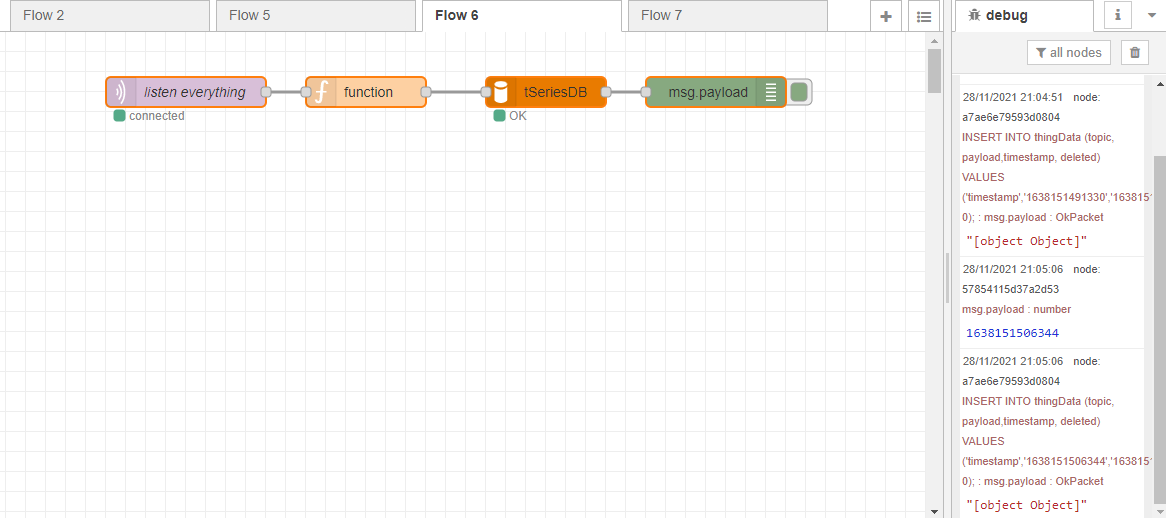 Flow 2
Flow 5
Flow 6
Flow 7
debug
i
all nodes
listen everything
function
tSeriesDB
msg.payload
connected
OK
28/11/2021 21:04:51 node:
a7ae6e79593d0804
INSERT INTO thingData (topic,
payload,timestamp, deleted)
VALUES
('timestamp','1638151491330','163815
0); : msg.payload : OkPacket
"[object Object]"
28/11/2021 21:05:06 node:
57854115d37a2d53
msg.payload : number
1638151506344
28/11/2021 21:05:06 node:
a7ae6e79593d0804
INSERT INTO thingData (topic,
payload,timestamp, deleted)
VALUES
('timestamp','1638151506344','163815
0); : msg.payload : OkPacket
"[object Object]"